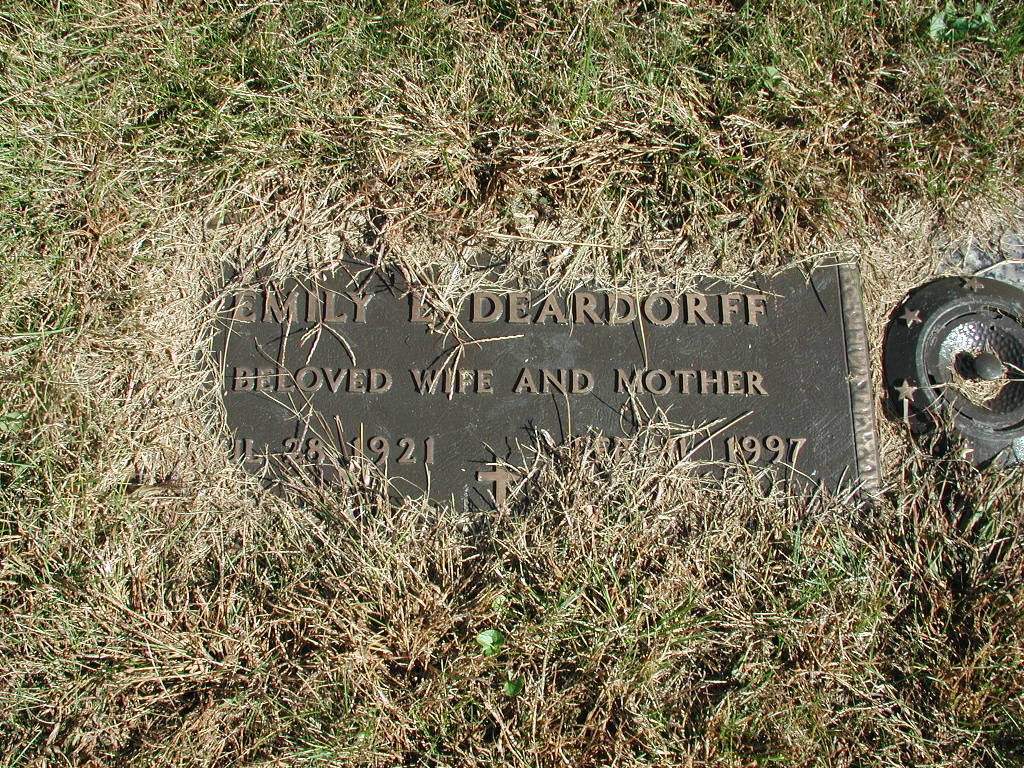 EMILY L. DEARDORFF
BELOVED WIFE AND MOTHER
28 1921 1997